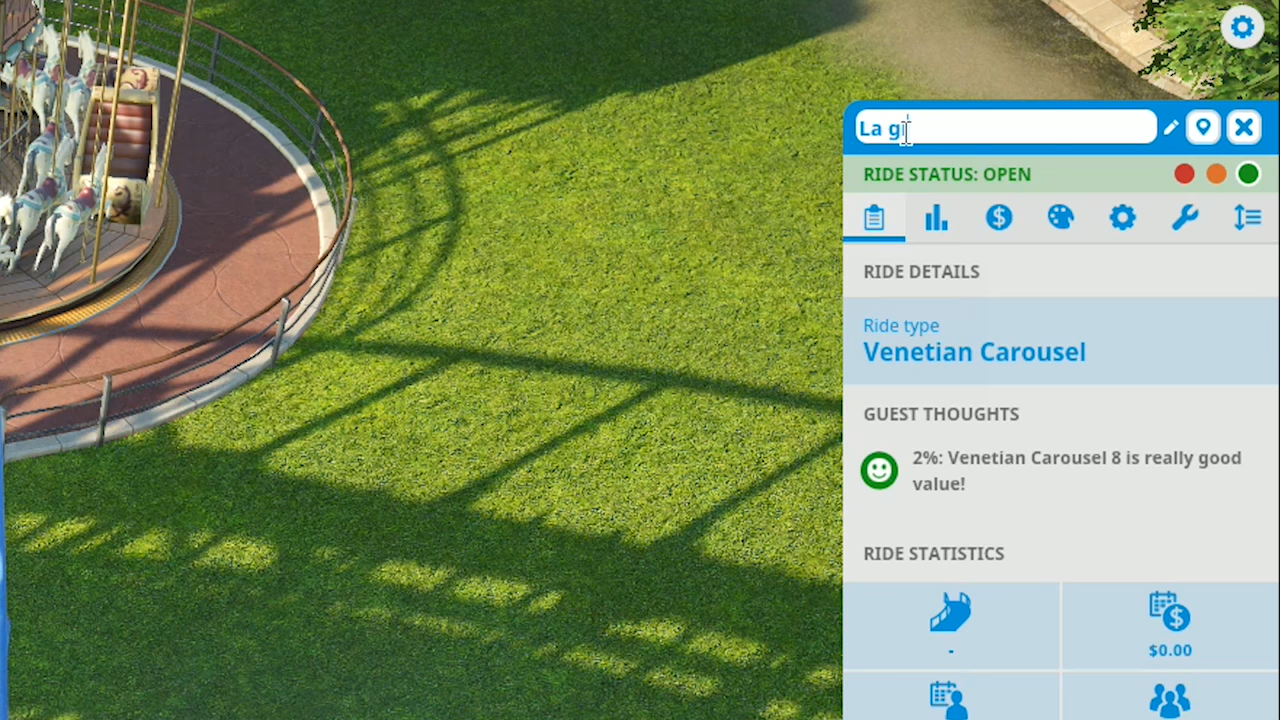 La g
RIDE STATUS: OPEN
RIDE DETAILS
Ride type
Venetian Carousel
GUEST THOUGHTS
2%: Venetian Carousel 8 is really good
value!
RIDE STATISTICS
-
$0.00